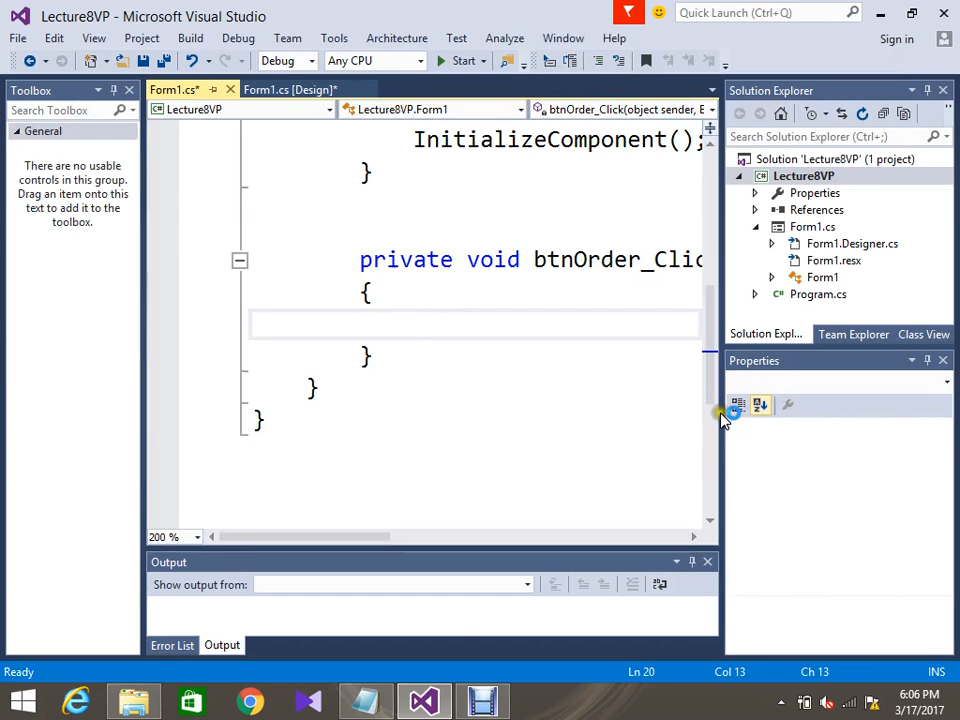 Lecture8VP - Microsoft Visual Studio
Quick Launch (Ctrl+;)
File Edit View Project Build Debug Team Tools Architecture Test Analyze Window Help
Sign in
Debug Any CPU Start
Toolbox
Search Toolbox
General
There are no usable
controls in this group.
Drag an item onto this
text to add it to the
toolbox.
Form1.cs* Form1.cs [Design]*
Lecture8VP Lecture8VP.Form1 btnOrder_Click(object sender,
InitializeComponent();
}
private void btnOrder_Clic
{
}
}
}
200 %
Output
Show output from:
Error List Output
Solution Explorer
Search Solution Explorer (Ctrl+;)
Solution 'Lecture8VP' (1 project)
Lecture8VP
Properties
References
Form1.cs
Form1.Designer.cs
Form1.resx
Form1
Program.cs
Solution Expl... Team Explorer Class View
Properties
Ready Ln 20 Col 13 Ch 13 INS
6:06 PM
3/17/2017